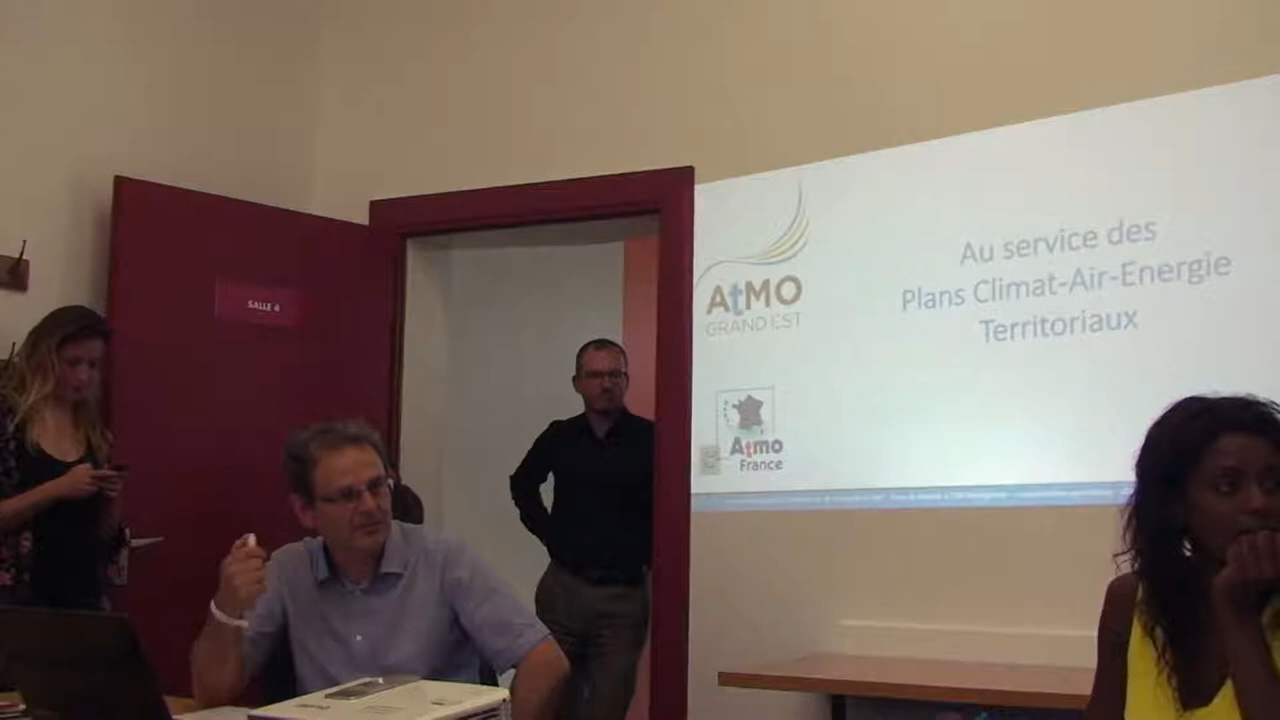 SALLE 4
AtMO
GRAND EST
Au service des
Plans Climat-Air-Energie
Territoriaux
Atmo
France